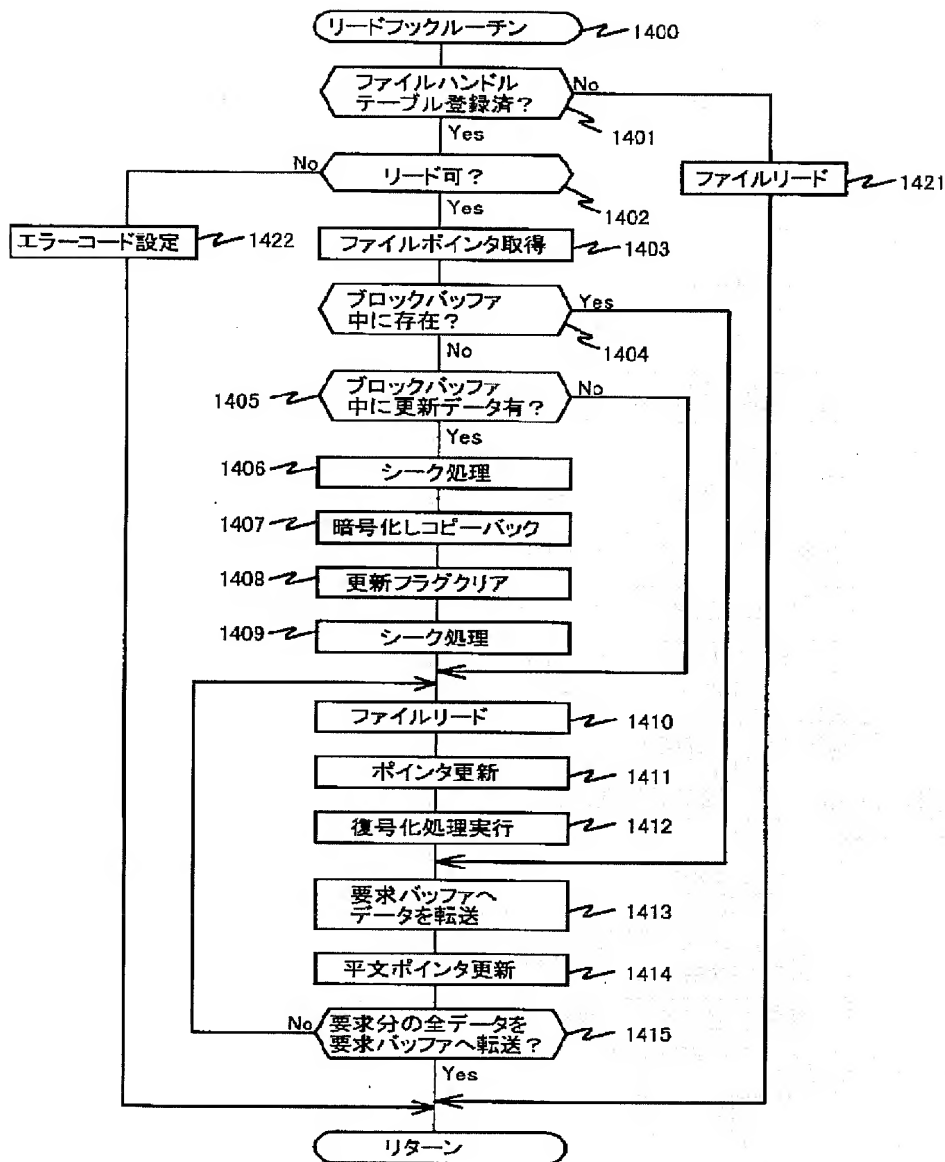 リードフックルーチン
1400
ファイルハンドル
テーブル登録済？
No
1401
Yes
No
リード可？
ファイルリード
1421
1402
Yes
エラーコード設定
1422
ファイルポインタ取得
1403
ブロックバッファ
中に存在？
Yes
1404
No
1405
ブロックバッファ
中に更新データ有？
No
Yes
1406
シーク処理
1407
暗号化しコピーバック
1408
更新フラグクリア
1409
シーク処理
ファイルリード
1410
ポインタ更新
1411
復号化処理実行
1412
要求バッファへ
データを転送
1413
平文ポインタ更新
1414
No
要求分の全データを
要求バッファへ転送？
1415
Yes
リターン